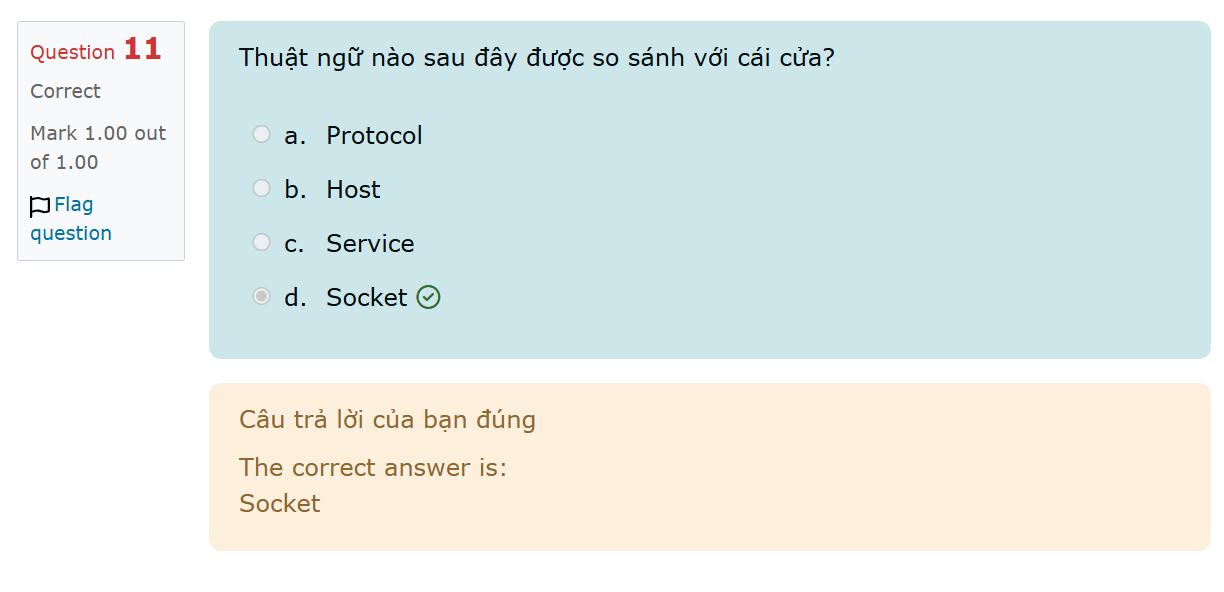 Question 11
Correct
Mark 1.00 out
of 1.00
Flag
question
Thuật ngữ nào sau đây được so sánh với cái cửa?
a. Protocol
b. Host
c. Service
d. Socket
Câu trả lời của bạn đúng
The correct answer is:
Socket